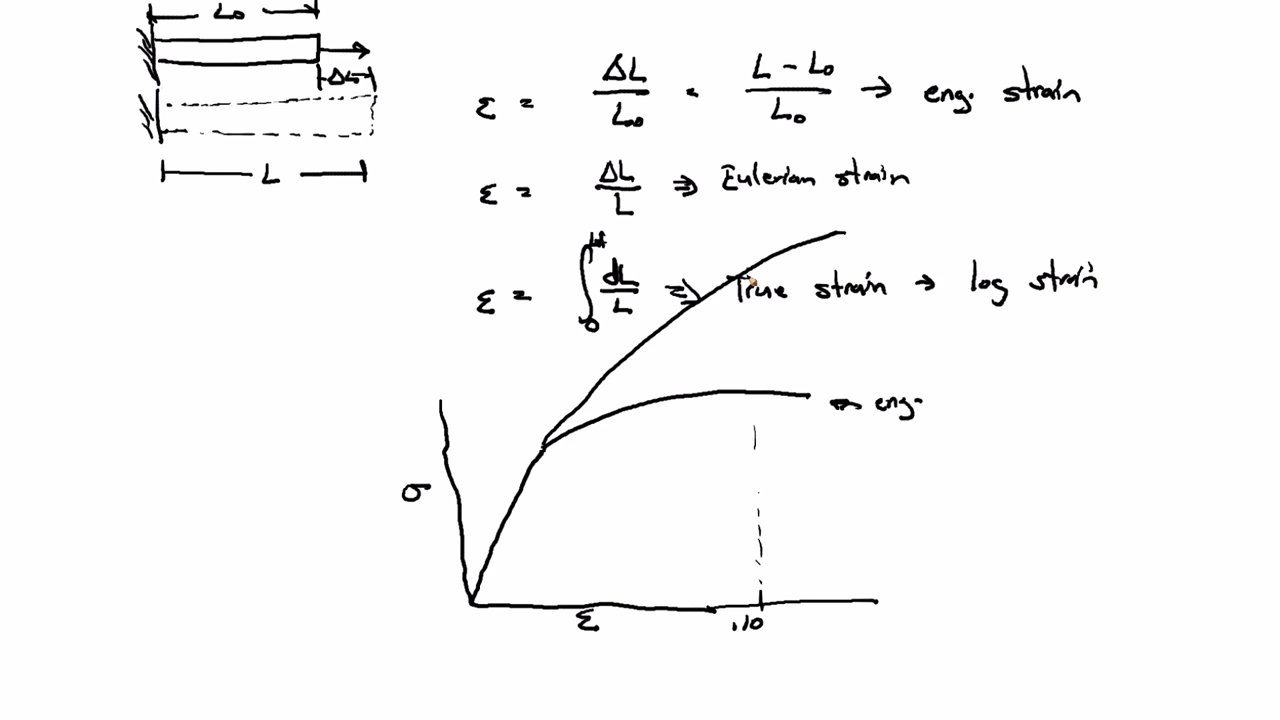 L₀
ΔL
L
ε = ΔL/L₀ = (L - L₀)/L₀ → eng. strain
ε = ΔL/L ⇒ Eulerian strain
ε = ∫ dL/L ⇒ True strain → log strain
← eng.
σ
ε
.10